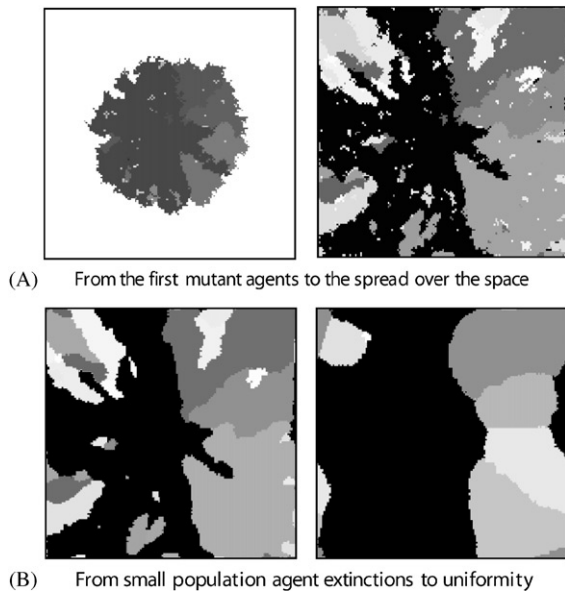 (A) From the first mutant agents to the spread over the space
(B) From small population agent extinctions to uniformity